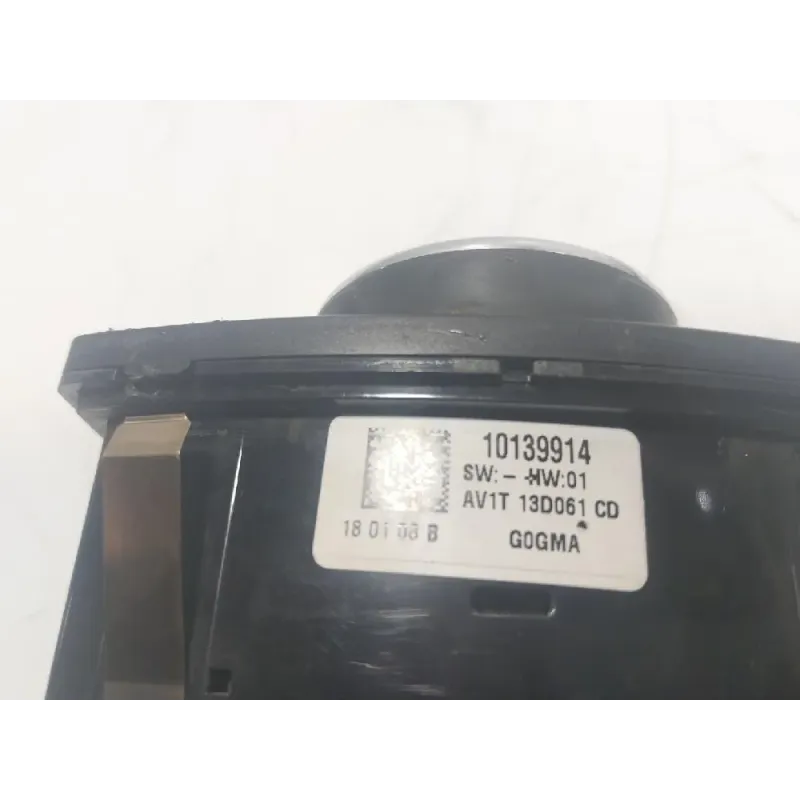 10139914
SW: - HW:01
AV1T 13D061 CD
18 01 08 B
G0GMA